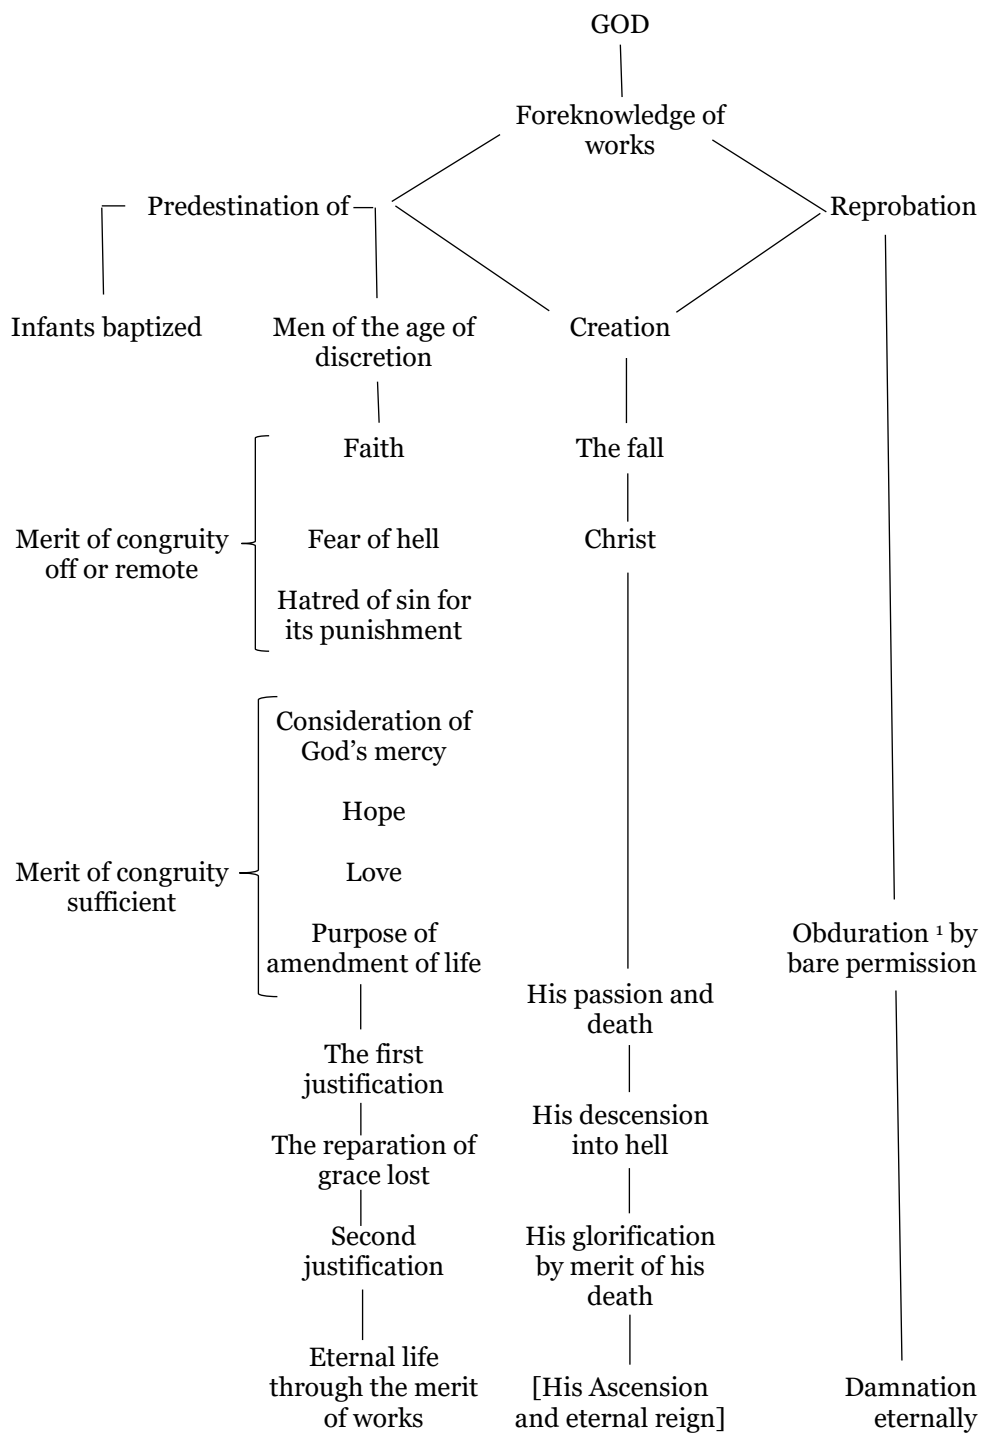 GOD
Foreknowledge of
works
Predestination of
Reprobation
Infants baptized
Men of the age of
discretion
Creation
Faith
The fall
Merit of congruity
off or remote
Fear of hell
Christ
Hatred of sin for
its punishment
Consideration of
God’s mercy
Hope
Merit of congruity
sufficient
Love
Purpose of
amendment of life
Obduration ¹ by
bare permission
His passion and
death
The first
justification
His descension
into hell
The reparation of
grace lost
Second
justification
His glorification
by merit of his
death
Eternal life
through the merit
of works
[His Ascension
and eternal reign]
Damnation
eternally